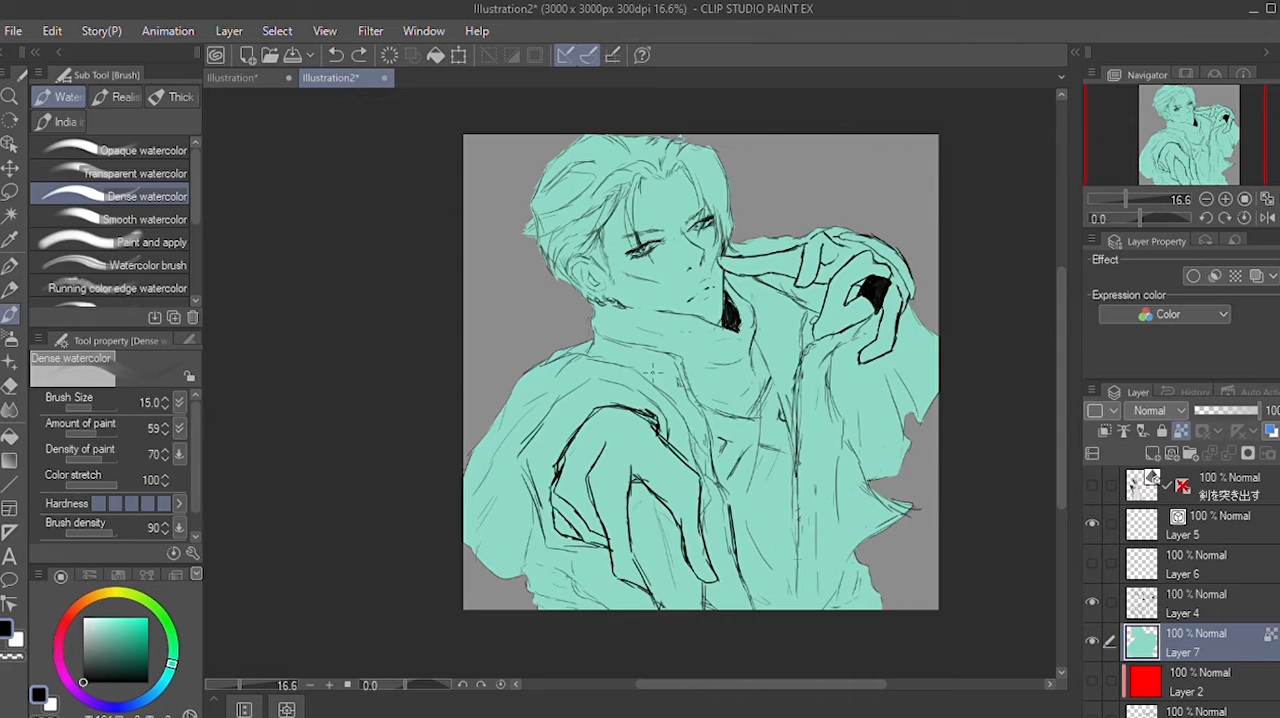 Illustration2* (3000 x 3000px 300dpi 16.6%) - CLIP STUDIO PAINT EX
File Edit Story(P) Animation Layer Select View Filter Window Help
Illustration* Illustration2*
Sub Tool [Brush]
Water Realis Thick
India i
Opaque watercolor
Transparent watercolor
Dense watercolor
Smooth watercolor
Paint and apply
Watercolor brush
Running color edge watercolor
Tool property [Dense w
Dense watercolor
Brush Size 15.0
Amount of paint 59
Density of paint 70
Color stretch 100
Hardness
Brush density 90
16.6 0.0
Navigator
16.6
0.0
Layer Property
Effect
Expression color
Color
Layer History Auto Acti
Normal 100
100 % Normal
剣を突き出す
100 % Normal
Layer 5
100 % Normal
Layer 6
100 % Normal
Layer 4
100 % Normal
Layer 7
100 % Normal
Layer 2
100 % Normal